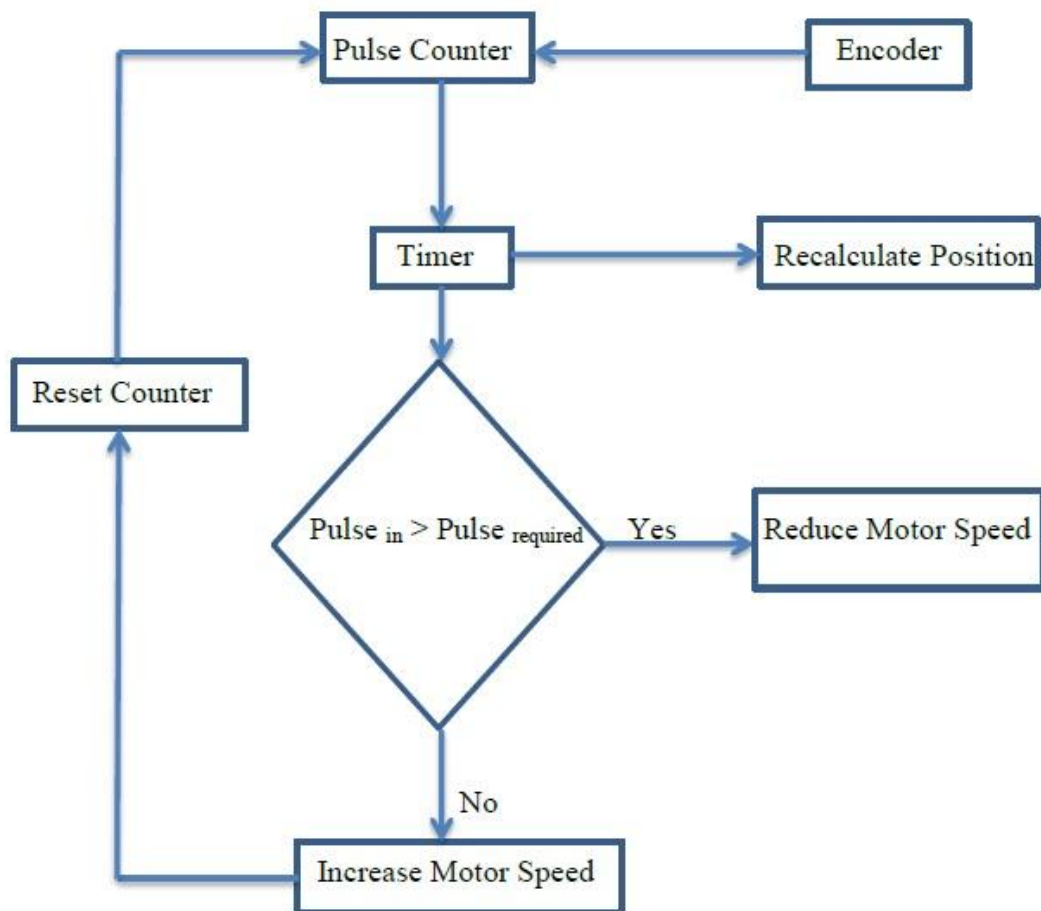 Pulse Counter
Encoder
Timer
Recalculate Position
Reset Counter
Pulse in > Pulse required
Yes
Reduce Motor Speed
No
Increase Motor Speed